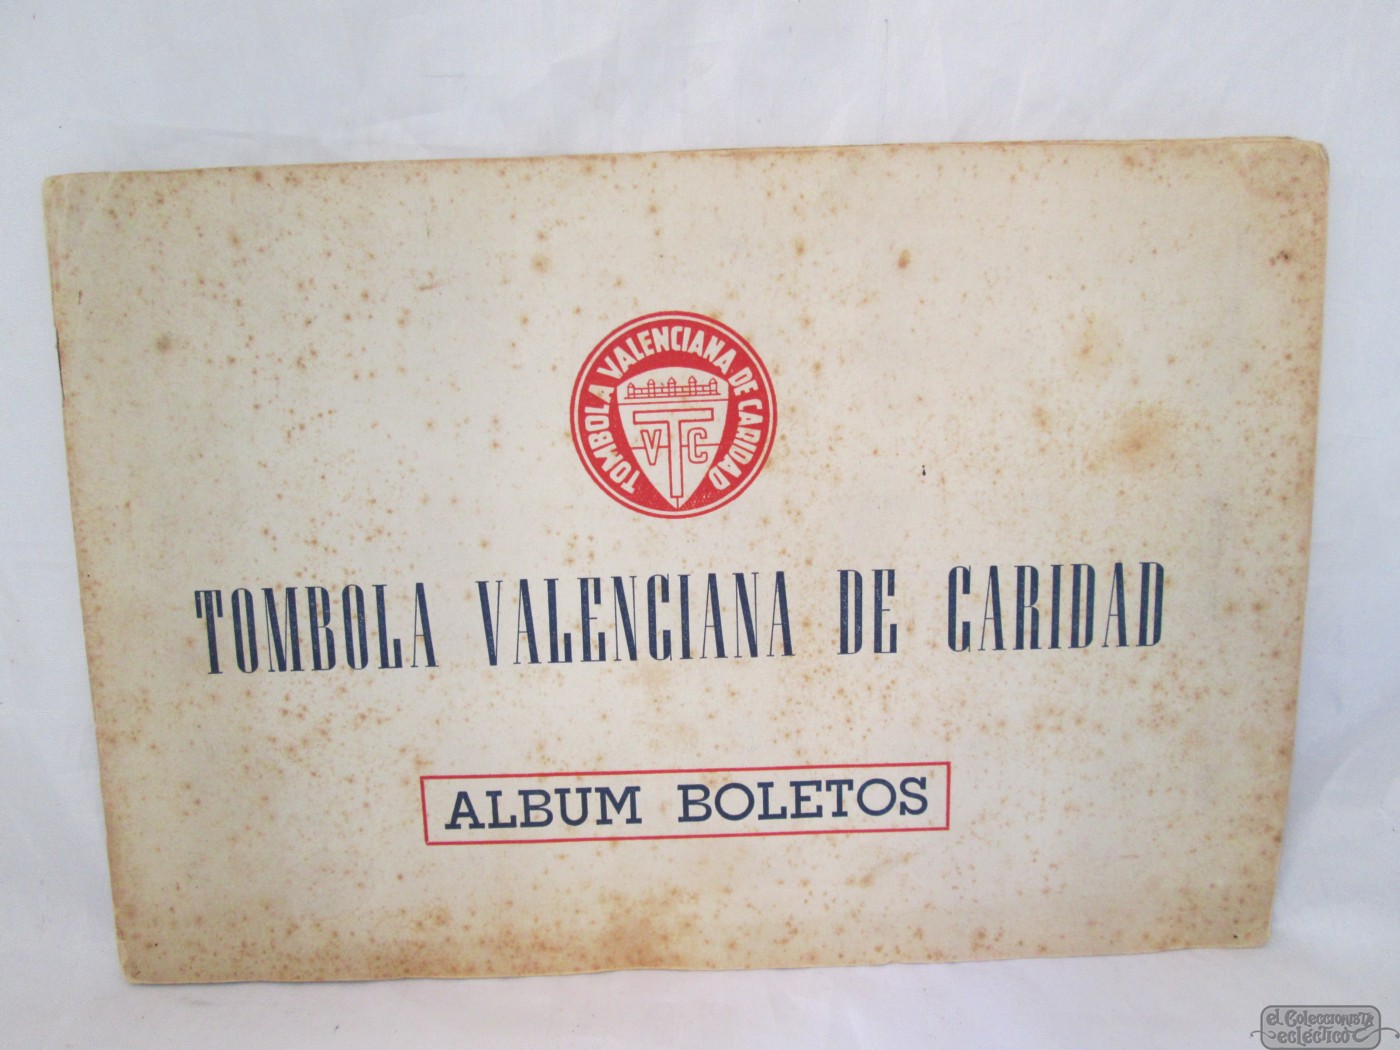 TOMBOLA VALENCIANA DE CARIDAD
V T C
TOMBOLA VALENCIANA DE CARIDAD
ALBUM BOLETOS
el Coleccionista
ecléctico